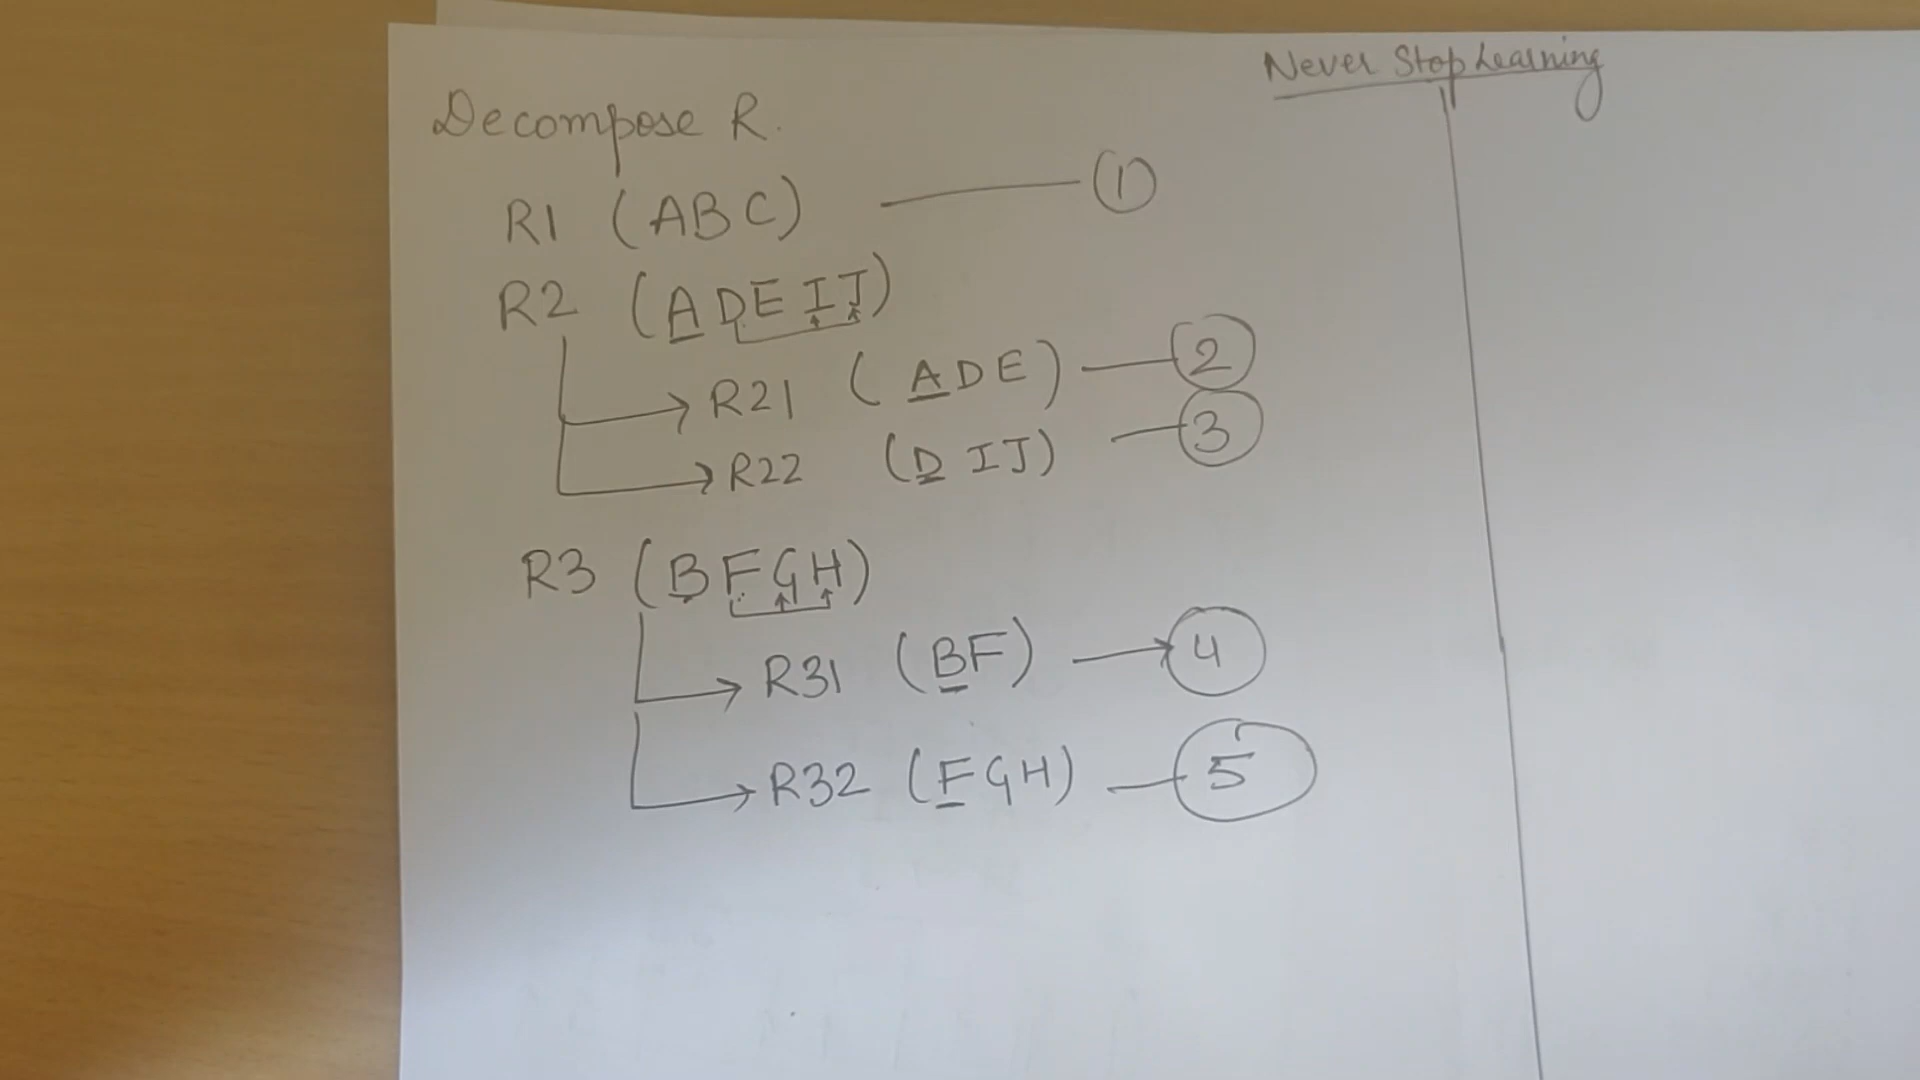 Never Stop Learning
Decompose R.
R1 (ABC) 1
R2 (ADEIJ)
R21 (ADE) 2
R22 (DIJ) 3
R3 (BFGH)
R31 (BF) 4
R32 (FGH) 5